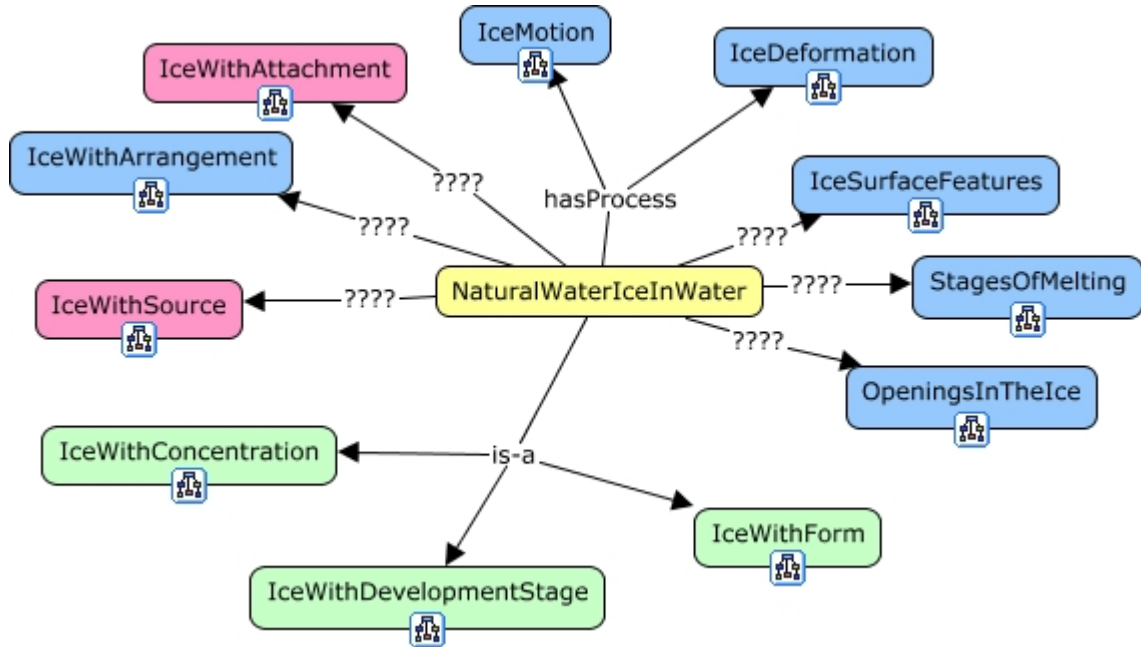 IceMotion
IceDeformation
IceWithAttachment
IceWithArrangement
????
hasProcess
IceSurfaceFeatures
????
????
IceWithSource
????
NaturalWaterIceInWater
????
StagesOfMelting
????
OpeningsInTheIce
IceWithConcentration
is-a
IceWithForm
IceWithDevelopmentStage